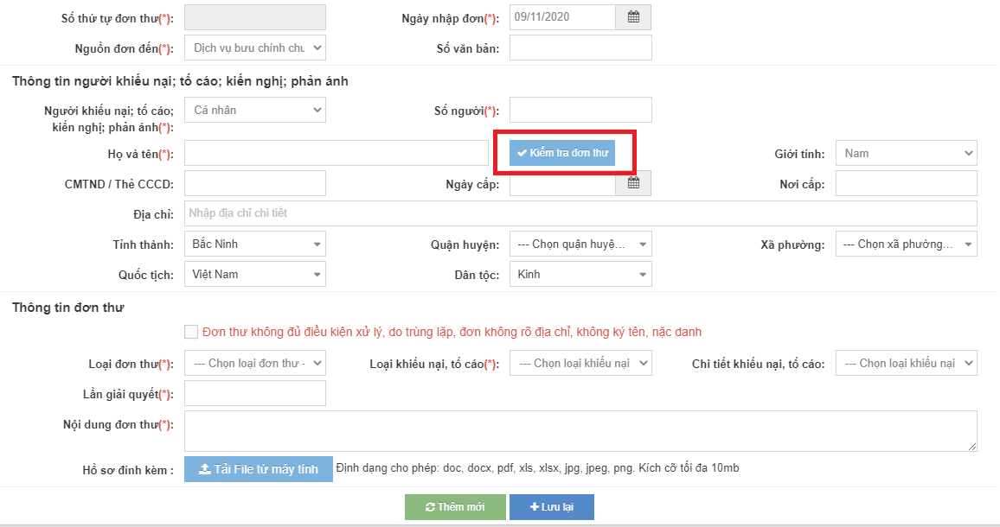 Số thứ tự đơn thư(*): Ngày nhập đơn(*): 09/11/2020
Nguồn đơn đến(*): Dịch vụ bưu chính chu Số văn bản:
Thông tin người khiếu nại; tố cáo; kiến nghị; phản ánh
Người khiếu nại; tố cáo; Cá nhân Số người(*):
kiến nghị; phản ánh(*):
Họ và tên(*): Kiểm tra đơn thư Giới tính: Nam
CMTND / Thẻ CCCD: Ngày cấp: Nơi cấp:
Địa chỉ: Nhập địa chỉ chi tiết
Tỉnh thành: Bắc Ninh Quận huyện: --- Chọn quận huyệ... Xã phường: --- Chọn xã phường...
Quốc tịch: Việt Nam Dân tộc: Kinh
Thông tin đơn thư
Đơn thư không đủ điều kiện xử lý, do trùng lặp, đơn không rõ địa chỉ, không ký tên, nặc danh
Loại đơn thư(*): --- Chọn loại đơn thư - Loại khiếu nại, tố cáo(*): --- Chọn loại khiếu nại Chi tiết khiếu nại, tố cáo: --- Chọn loại khiếu nại
Lần giải quyết(*):
Nội dung đơn thư(*):
Hồ sơ đính kèm : Tải File từ máy tính Định dạng cho phép: doc, docx, pdf, xls, xlsx, jpg, jpeg, png. Kích cỡ tối đa 10mb
Thêm mới Lưu lại